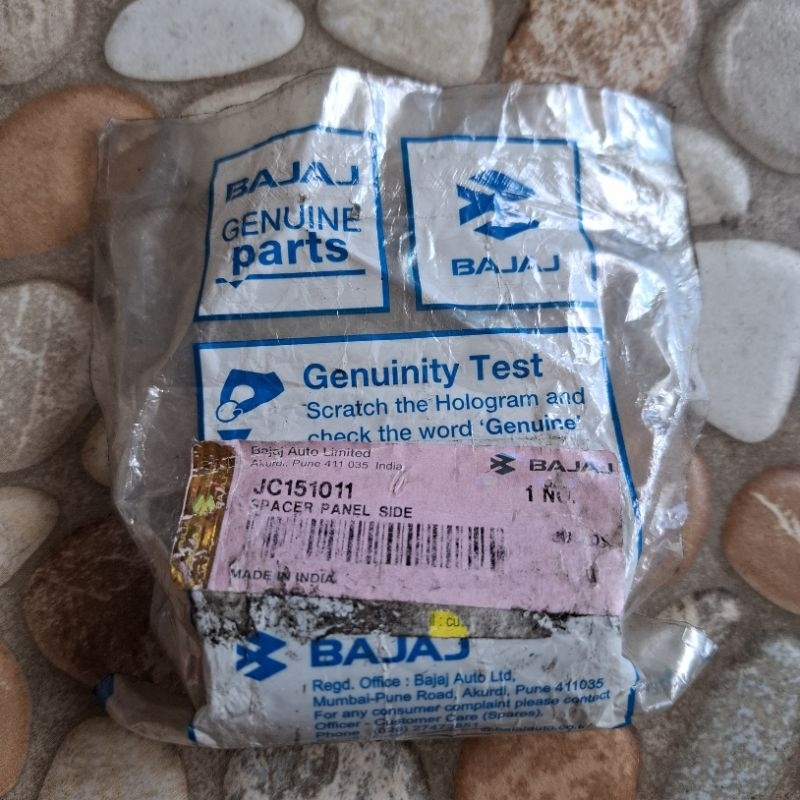 BAJAJ
GENUINE
parts
BAJAJ
Genuinity Test
Scratch the Hologram and
check the word 'Genuine'
Bajaj Auto Limited
Akurdi, Pune 411 035 India
BAJAJ
JC151011
1 NO.
SPACER PANEL SIDE
MADE IN INDIA
BAJAJ
Regd. Office : Bajaj Auto Ltd,
Mumbai-Pune Road, Akurdi, Pune 411035
For any consumer complaint please contact
Officer - Customer Care (Spares),
Phone